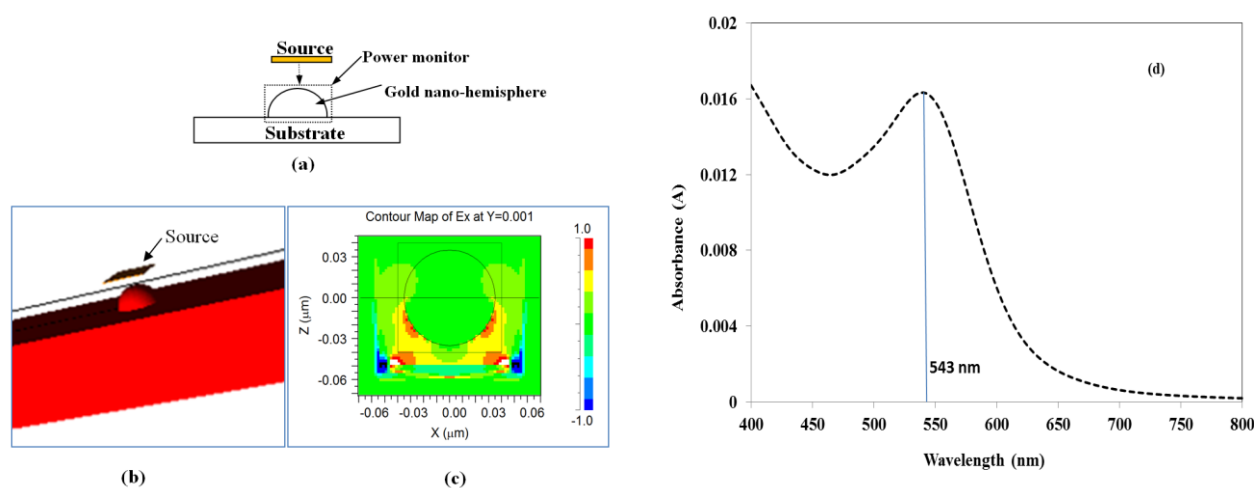 Source
Power monitor
Gold nano-hemisphere
Substrate
(a)
Source
(b)
Contour Map of Ex at Y=0.001
1.0
0.03
0.00
-0.03
-0.06
Z (μm)
-0.06 -0.03 0.00 0.03 0.06
-1.0
X (μm)
(c)
0.02
0.016
0.012
0.008
0.004
0
Absorbance (A)
(d)
543 nm
400 450 500 550 600 650 700 750 800
Wavelength (nm)